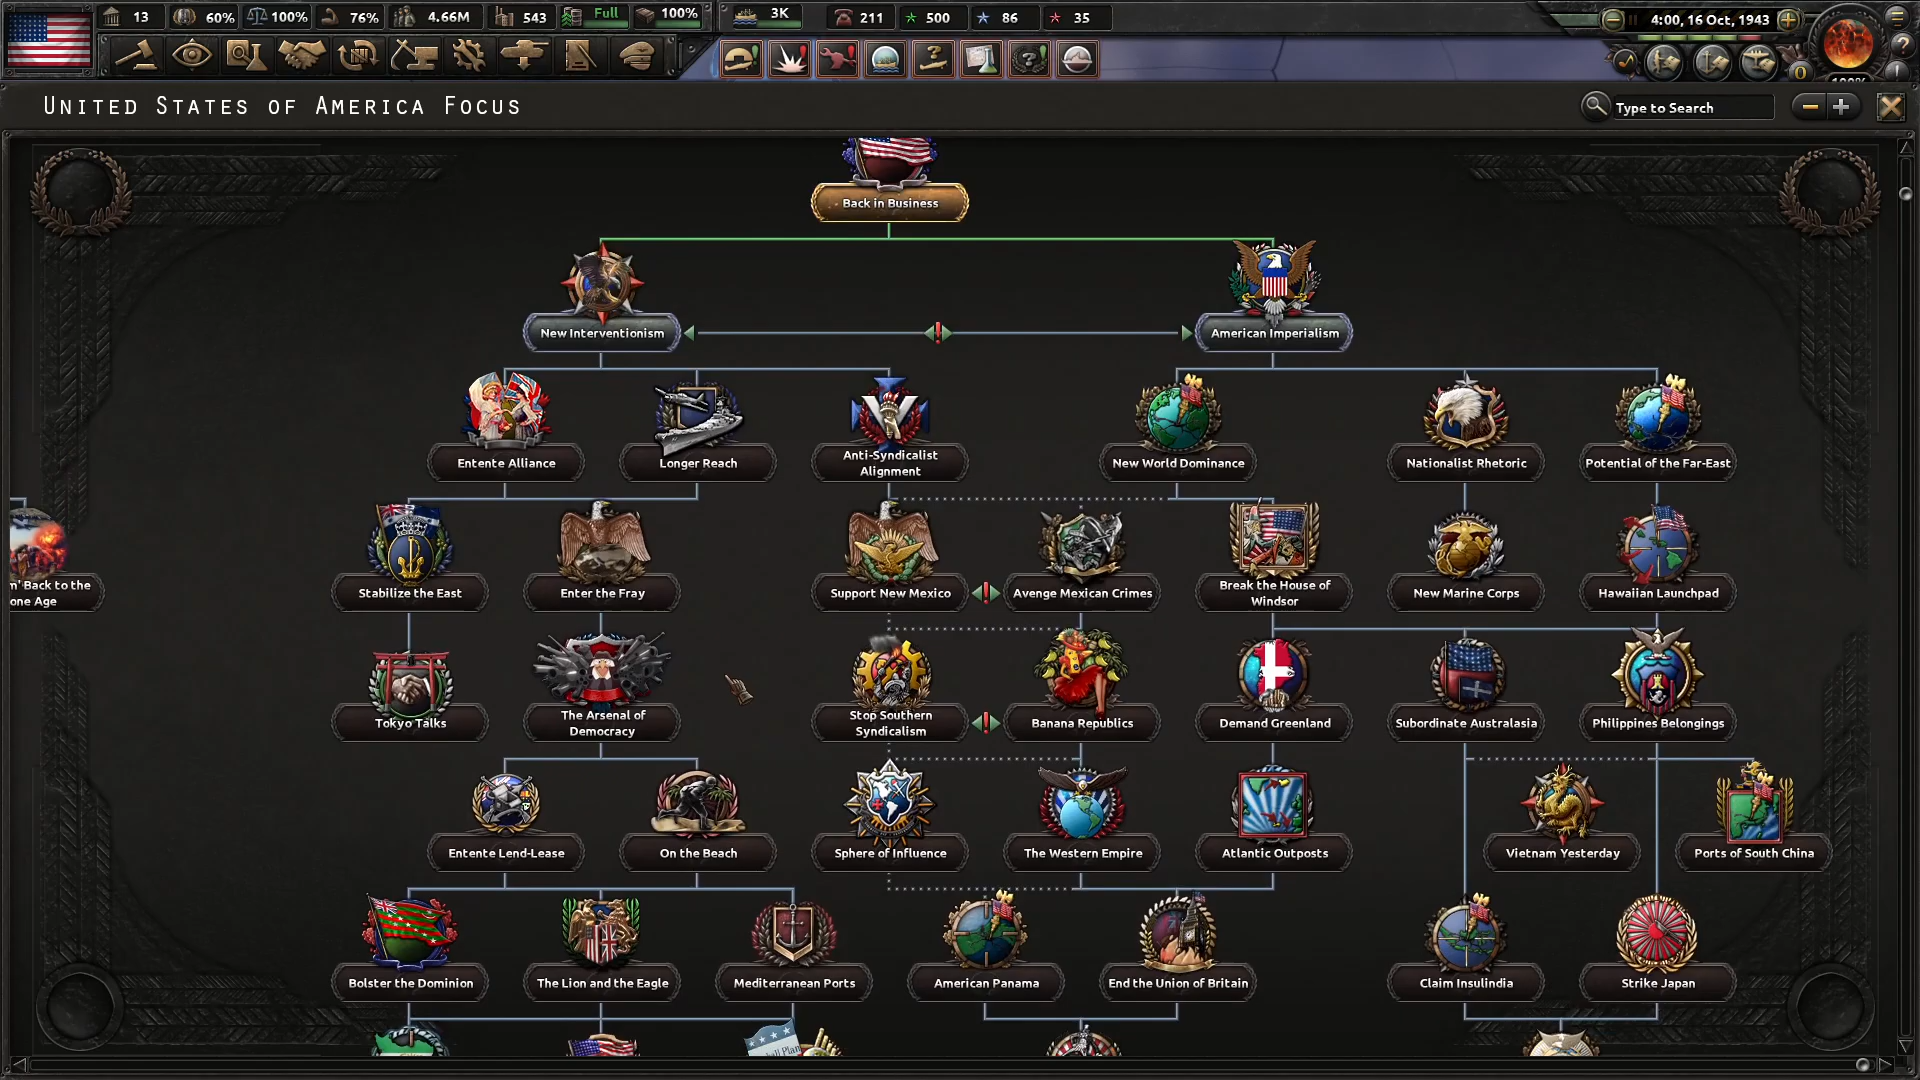 13
60%
100%
76%
4.66M
543
Full
100%
3K
211
500
86
35
4:00, 16 Oct, 1943
0
United States of America Focus
Type to Search
Back in Business
New Interventionism
American Imperialism
Entente Alliance
Longer Reach
Anti-Syndicalist
Alignment
New World Dominance
Nationalist Rhetoric
Potential of the Far-East
' Back to the
one Age
Stabilize the East
Enter the Fray
Support New Mexico
Avenge Mexican Crimes
Break the House of
Windsor
New Marine Corps
Hawaiian Launchpad
Tokyo Talks
The Arsenal of
Democracy
Stop Southern
Syndicalism
Banana Republics
Demand Greenland
Subordinate Australasia
Philippines Belongings
Entente Lend-Lease
On the Beach
Sphere of Influence
The Western Empire
Atlantic Outposts
Vietnam Yesterday
Ports of South China
Bolster the Dominion
The Lion and the Eagle
Mediterranean Ports
American Panama
End the Union of Britain
Claim Insulindia
Strike Japan